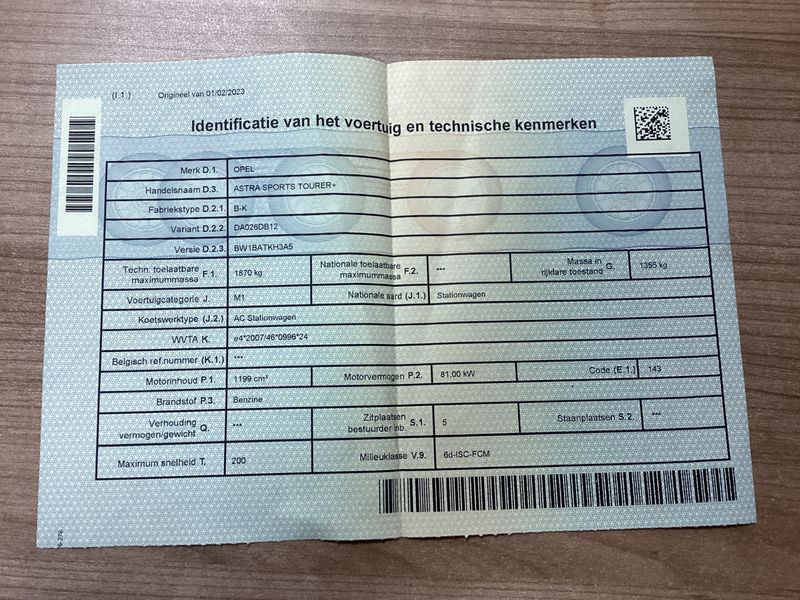 (I.1.) Origineel van 01/02/2023
Identificatie van het voertuig en technische kenmerken
Merk D.1. OPEL
Handelsnaam D.3. ASTRA SPORTS TOURER+
Fabriekstype D.2.1. B-K
Variant D.2.2. DA026DB12
Versie D.2.3. BW1BATKH3A5
Techn. toelaatbare maximummassa F.1. 1870 kg Nationale toelaatbare maximummassa F.2. *** Massa in rijklare toestand G. 1355 kg
Voertuigcategorie J. M1 Nationale aard (J.1.) Stationwagen
Koetswerktype (J.2.) AC Stationwagen
WVTA K. e4*2007/46*0996*24
Belgisch ref.nummer (K.1.) ***
Motorinhoud P.1. 1199 cm³ Motorvermogen P.2. 81,00 kW Code (E.1.) 143
Brandstof P.3. Benzine
Verhouding vermogen/gewicht Q. *** Zitplaatsen bestuurder inb. S.1. 5 Staanplaatsen S.2. ***
Maximum snelheid T. 200 Milieuklasse V.9. 6d-ISC-FCM